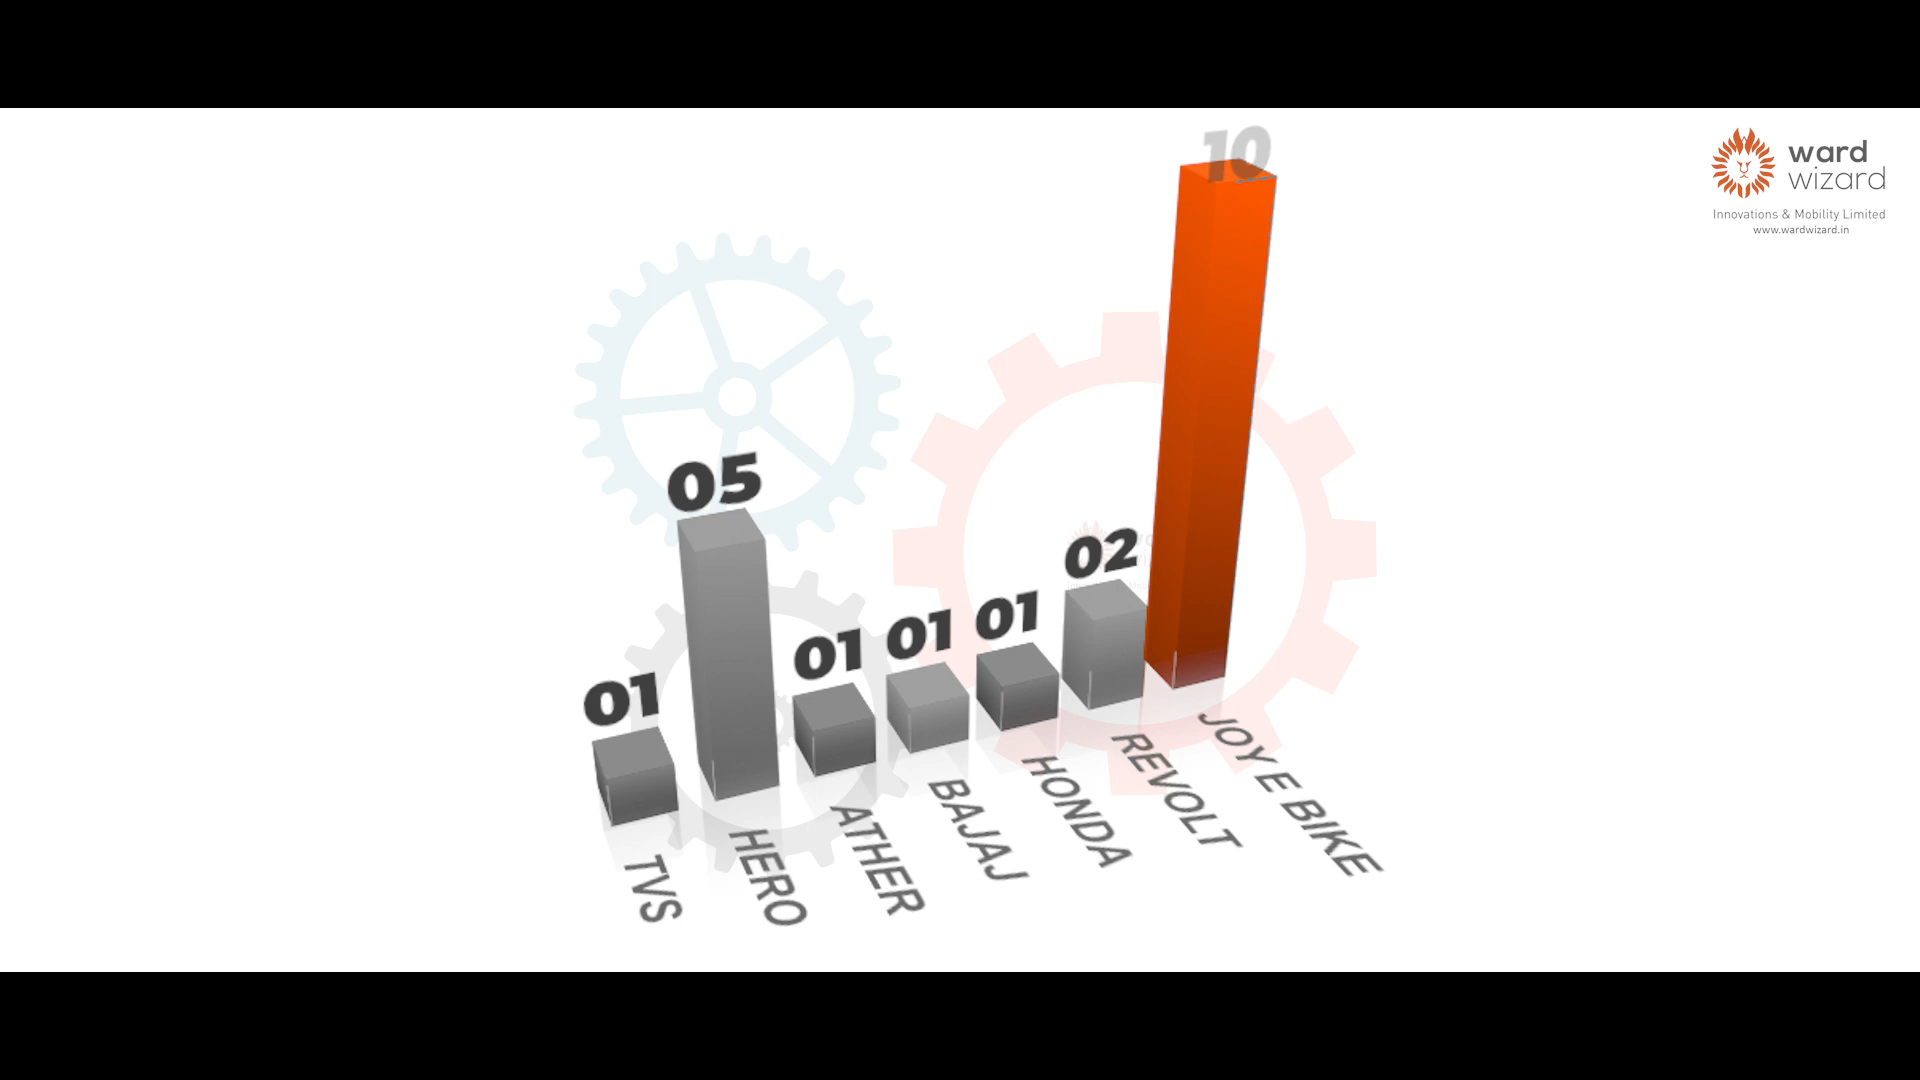 10
ward
wizard
Innovations & Mobility Limited
www.wardwizard.in
05
02
01
01
01
01
TVS
HERO
ATHER
BAJAJ
HONDA
REVOLT
JOY E BIKE